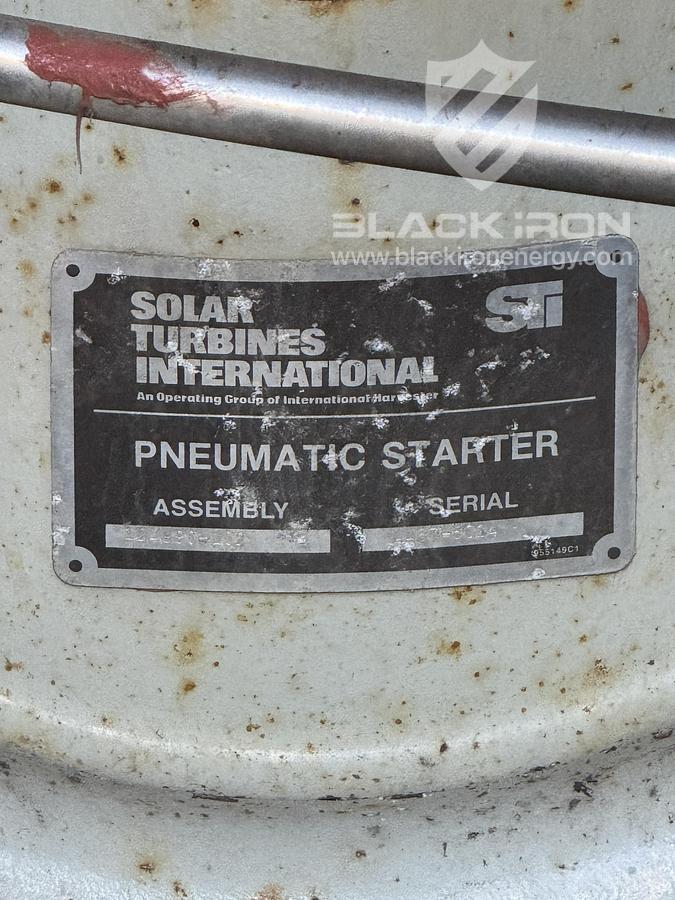 BLACK IRON
www.blackironenergy.com
SOLAR
TURBINES
INTERNATIONAL
STi
An Operating Group of International Harvester
PNEUMATIC STARTER
ASSEMBLY
SERIAL
955149C1